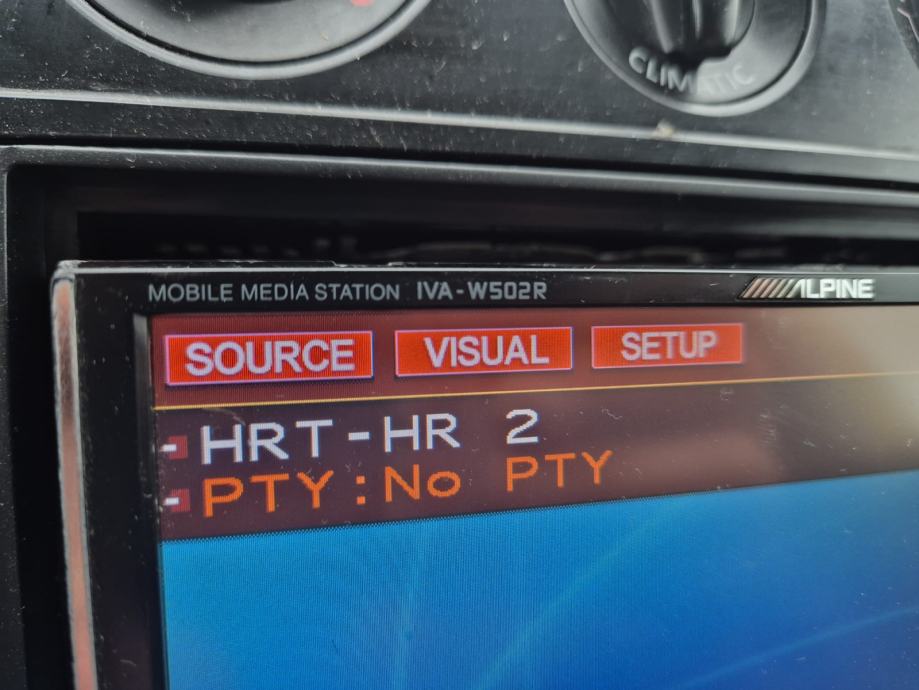 CLIMATIC
MOBILE MEDIA STATION IVA-W502R
ALPINE
SOURCE VISUAL SETUP
HRT-HR 2
PTY:No PTY